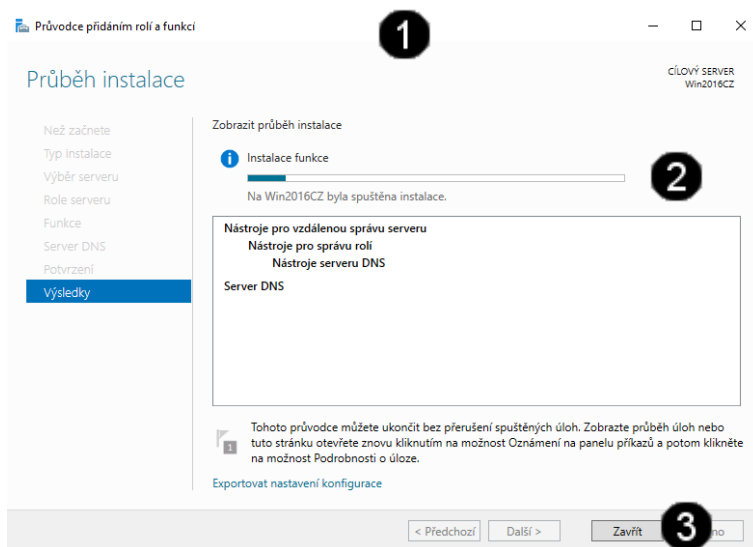 Průvodce přidáním rolí a funkcí
1
Průběh instalace
CÍLOVÝ SERVER
Win2016CZ
Než začnete
Typ instalace
Výběr serveru
Role serveru
Funkce
Server DNS
Potvrzení
Výsledky
Zobrazit průběh instalace
Instalace funkce
2
Na Win2016CZ byla spuštěna instalace.
Nástroje pro vzdálenou správu serveru
Nástroje pro správu rolí
Nástroje serveru DNS
Server DNS
1
Tohoto průvodce můžete ukončit bez přerušení spuštěných úloh. Zobrazte průběh úloh nebo
tuto stránku otevřete znovu kliknutím na možnost Oznámení na panelu příkazů a potom klikněte
na možnost Podrobnosti o úloze.
Exportovat nastavení konfigurace
< Předchozí Další > Zavřít 3